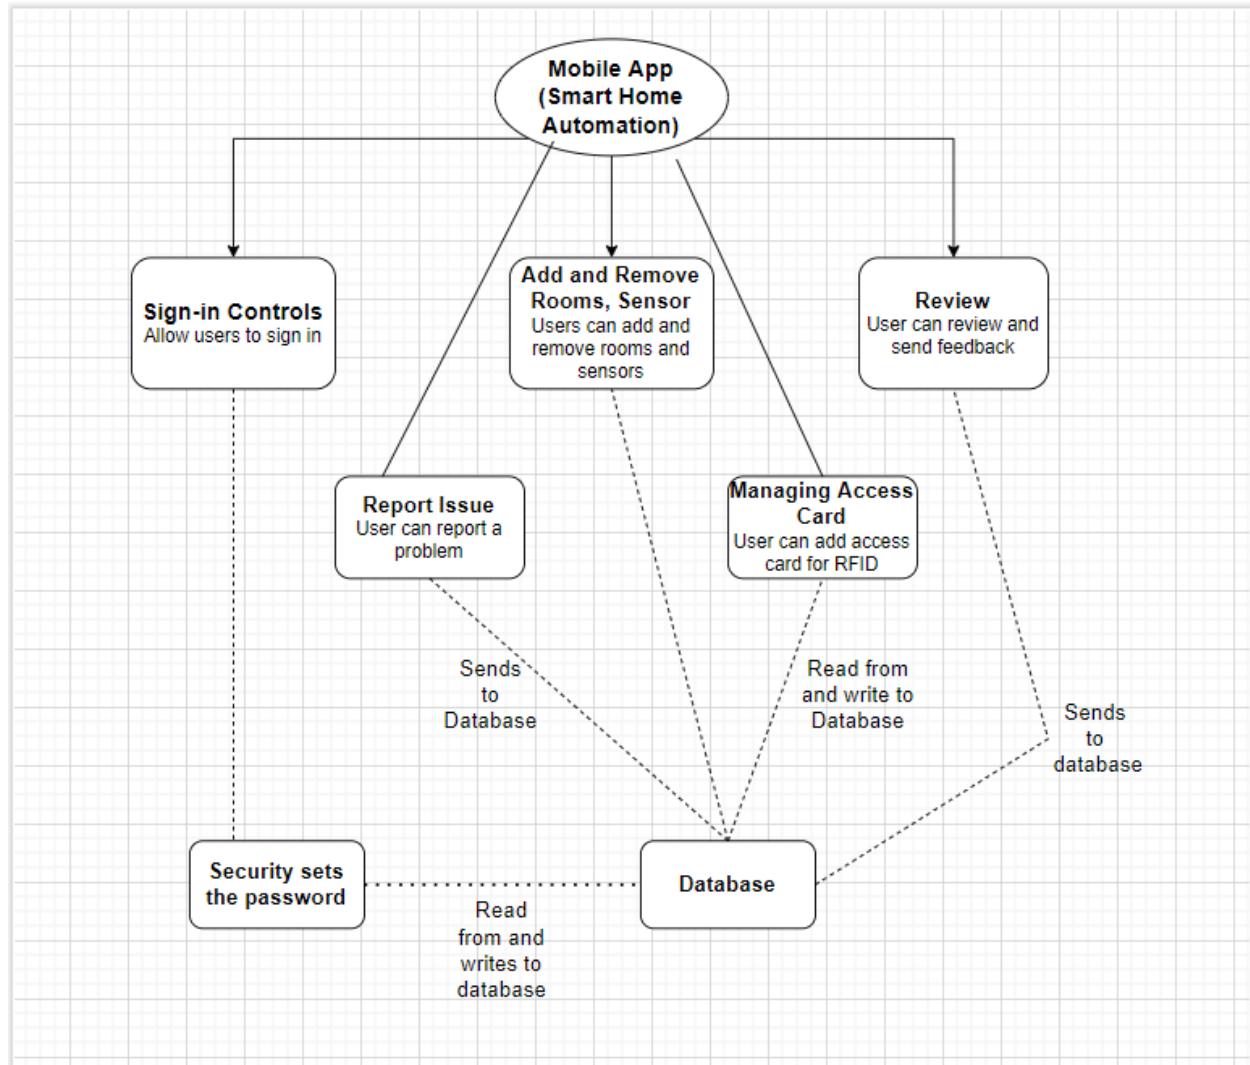 Mobile App
(Smart Home
Automation)
Sign-in Controls
Allow users to sign in
Add and Remove
Rooms, Sensor
Users can add and
remove rooms and
sensors
Review
User can review and
send feedback
Report Issue
User can report a
problem
Managing Access
Card
User can add access
card for RFID
Sends
to
Database
Read from
and write to
Database
Sends
to
database
Security sets
the password
Database
Read
from and
writes to
database